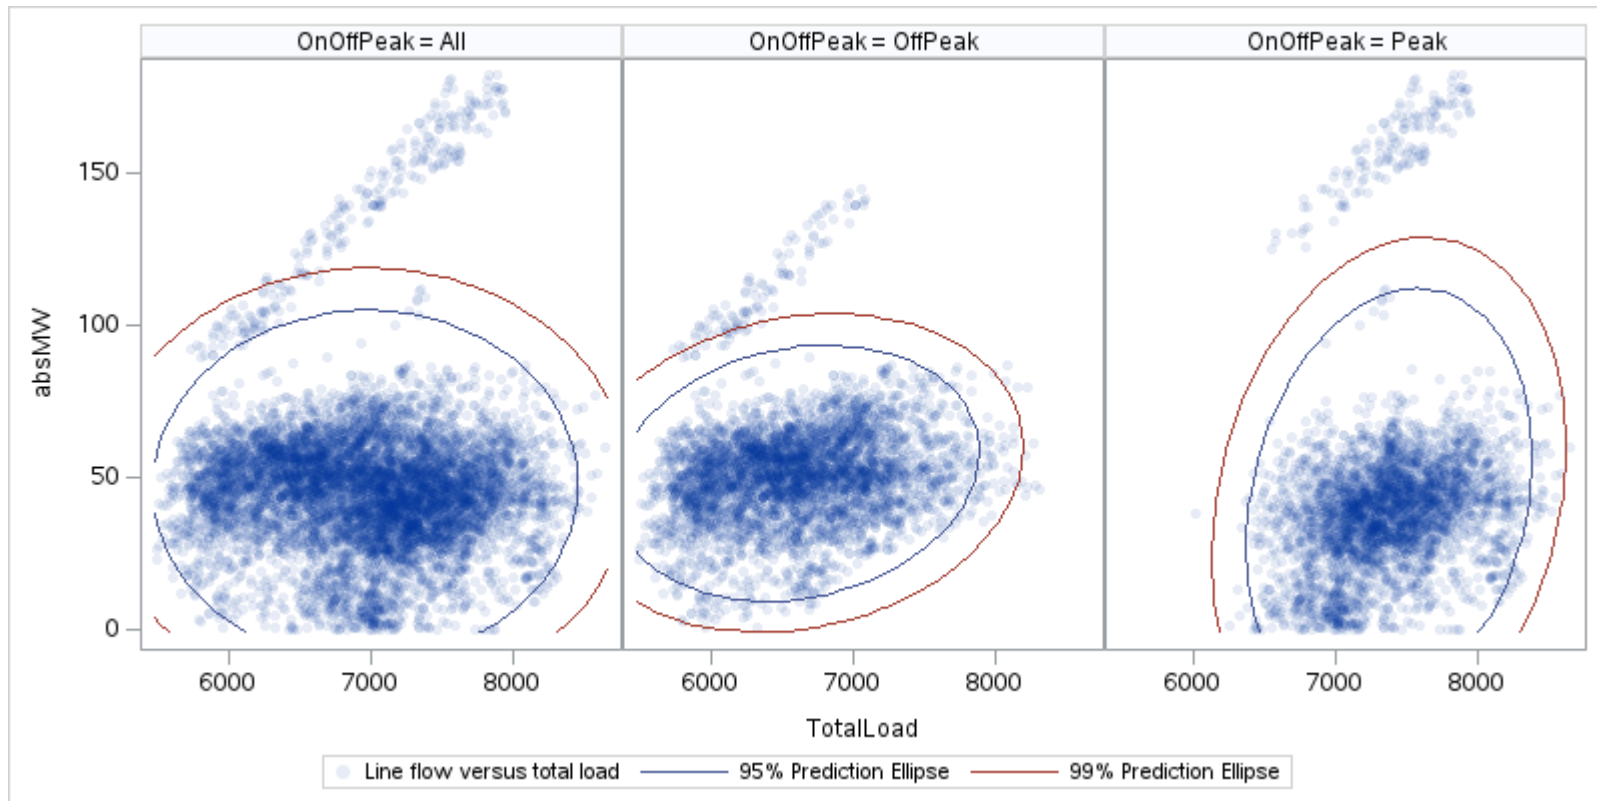 OnOffPeak = All
OnOffPeak = OffPeak
OnOffPeak = Peak
absMW
150
100
50
0
6000 7000 8000
6000 7000 8000
6000 7000 8000
TotalLoad
Line flow versus total load
95% Prediction Ellipse
99% Prediction Ellipse